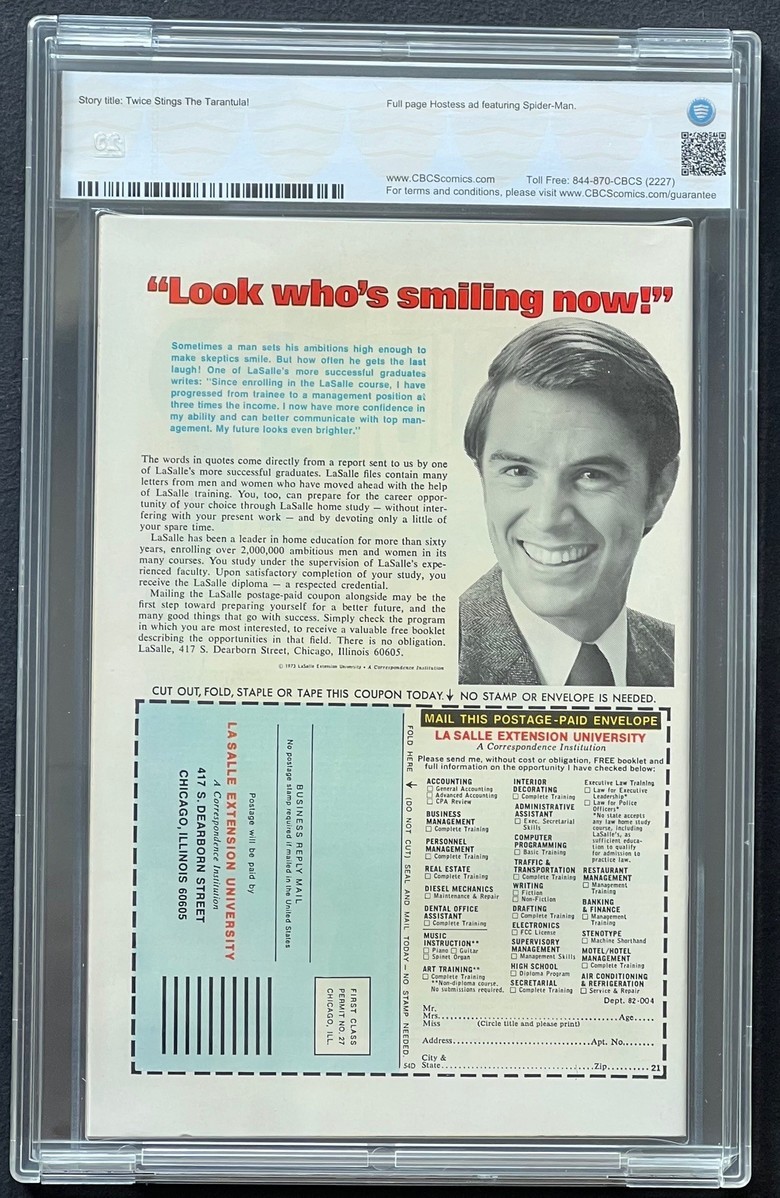 Story title: Twice Stings The Tarantula!
Full page Hostess ad featuring Spider-Man.
www.CBCScomics.com Toll Free: 844-870-CBCS (2227)
For terms and conditions, please visit www.CBCScomics.com/guarantee
“Look who’s smiling now!”
Sometimes a man sets his ambitions high enough to
make skeptics smile. But how often he gets the last
laugh! One of LaSalle's more successful graduates
writes: "Since enrolling in the LaSalle course, I have
progressed from trainee to a management position at
three times the income. I now have more confidence in
my ability and can better communicate with top man-
agement. My future looks even brighter."
The words in quotes come directly from a report sent to us by one
of LaSalle's more successful graduates. LaSalle files contain many
letters from men and women who have moved ahead with the help
of LaSalle training. You, too, can prepare for the career oppor-
tunity of your choice through LaSalle home study — without inter-
fering with your present work — and by devoting only a little of
your spare time.
LaSalle has been a leader in home education for more than sixty
years, enrolling over 2,000,000 ambitious men and women in its
many courses. You study under the supervision of LaSalle's expe-
rienced faculty. Upon satisfactory completion of your study, you
receive the LaSalle diploma — a respected credential.
Mailing the LaSalle postage-paid coupon alongside may be the
first step toward preparing yourself for a better future, and the
many good things that go with success. Simply check the program
in which you are most interested, to receive a valuable free booklet
describing the opportunities in that field. There is no obligation.
LaSalle, 417 S. Dearborn Street, Chicago, Illinois 60605.
© 1973 LaSalle Extension University • A Correspondence Institution
CUT OUT, FOLD, STAPLE OR TAPE THIS COUPON TODAY. NO STAMP OR ENVELOPE IS NEEDED.
FIRST CLASS
PERMIT NO. 27
CHICAGO, ILL.
BUSINESS REPLY MAIL
No postage stamp required if mailed in the United States
Postage will be paid by
LA SALLE EXTENSION UNIVERSITY
A Correspondence Institution
417 S. DEARBORN STREET
CHICAGO, ILLINOIS 60605
FOLD HERE (DO NOT CUT) SEAL AND MAIL TODAY — NO STAMP NEEDED.
54D
MAIL THIS POSTAGE-PAID ENVELOPE
LA SALLE EXTENSION UNIVERSITY
A Correspondence Institution
Please send me, without cost or obligation, FREE booklet and
full information on the opportunity I have checked below:
ACCOUNTING
General Accounting
Advanced Accounting
CPA Review
BUSINESS
MANAGEMENT
Complete Training
PERSONNEL
MANAGEMENT
Complete Training
REAL ESTATE
Complete Training
DIESEL MECHANICS
Maintenance & Repair
DENTAL OFFICE
ASSISTANT
Complete Training
MUSIC
INSTRUCTION**
Piano Guitar
Spinet Organ
ART TRAINING**
Complete Training
**Non-diploma course.
No submissions required.
INTERIOR
DECORATING
Complete Training
ADMINISTRATIVE
ASSISTANT
Exec. Secretarial
Skills
COMPUTER
PROGRAMMING
Basic Training
TRAFFIC &
TRANSPORTATION
Complete Training
WRITING
Fiction
Non-Fiction
DRAFTING
Complete Training
ELECTRONICS
FCC License
SUPERVISORY
MANAGEMENT
Management Skills
HIGH SCHOOL
Diploma Program
SECRETARIAL
Complete Training
Executive Law Training
Law for Executive
Leadership*
Law for Police
Officers*
*No state accepts
any law home study
course, including
LaSalle's, as
sufficient educa-
tion to qualify
for admission to
practice law.
RESTAURANT
MANAGEMENT
Management
Training
BANKING
& FINANCE
Management
Training
STENOTYPE
Machine Shorthand
MOTEL/HOTEL
MANAGEMENT
Complete Training
AIR CONDITIONING
& REFRIGERATION
Service & Repair
Dept. 82-004
Mr.
Mrs. Age
Miss (Circle title and please print)
Address Apt. No.
City &
State Zip 21